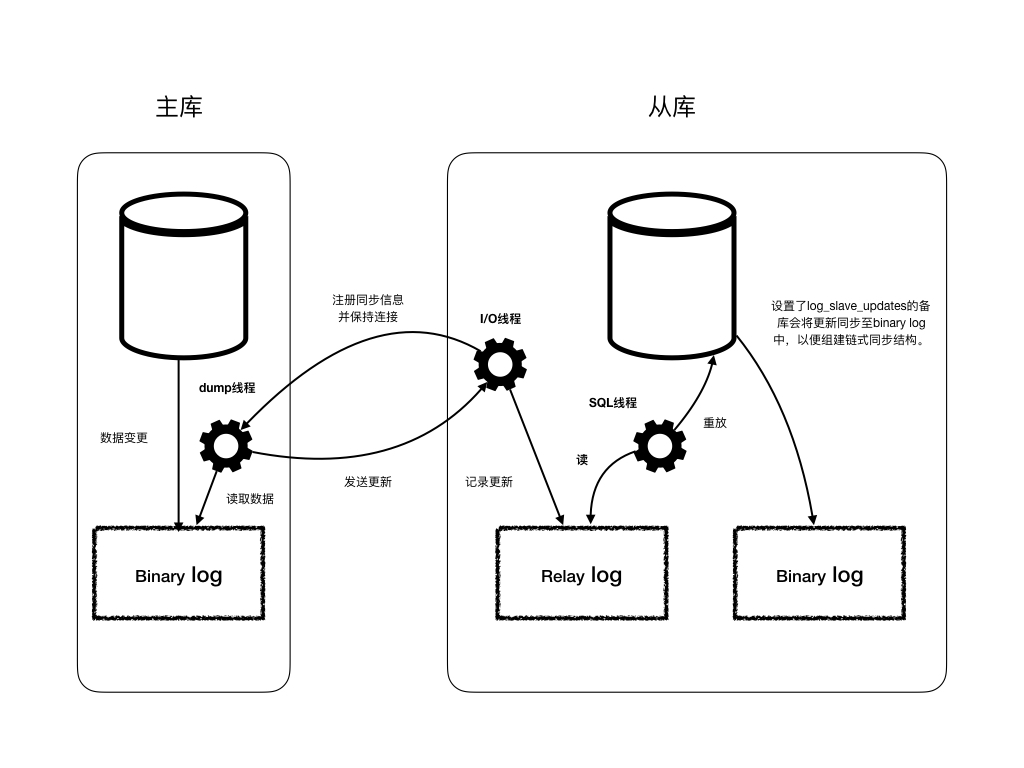 主库
从库
注册同步信息
并保持连接
I/O线程
设置了log_slave_updates的备
库会将更新同步至binary log
中，以便组建链式同步结构。
dump线程
SQL线程
数据变更
重放
读
读取数据
发送更新
记录更新
Binary log
Relay log
Binary log